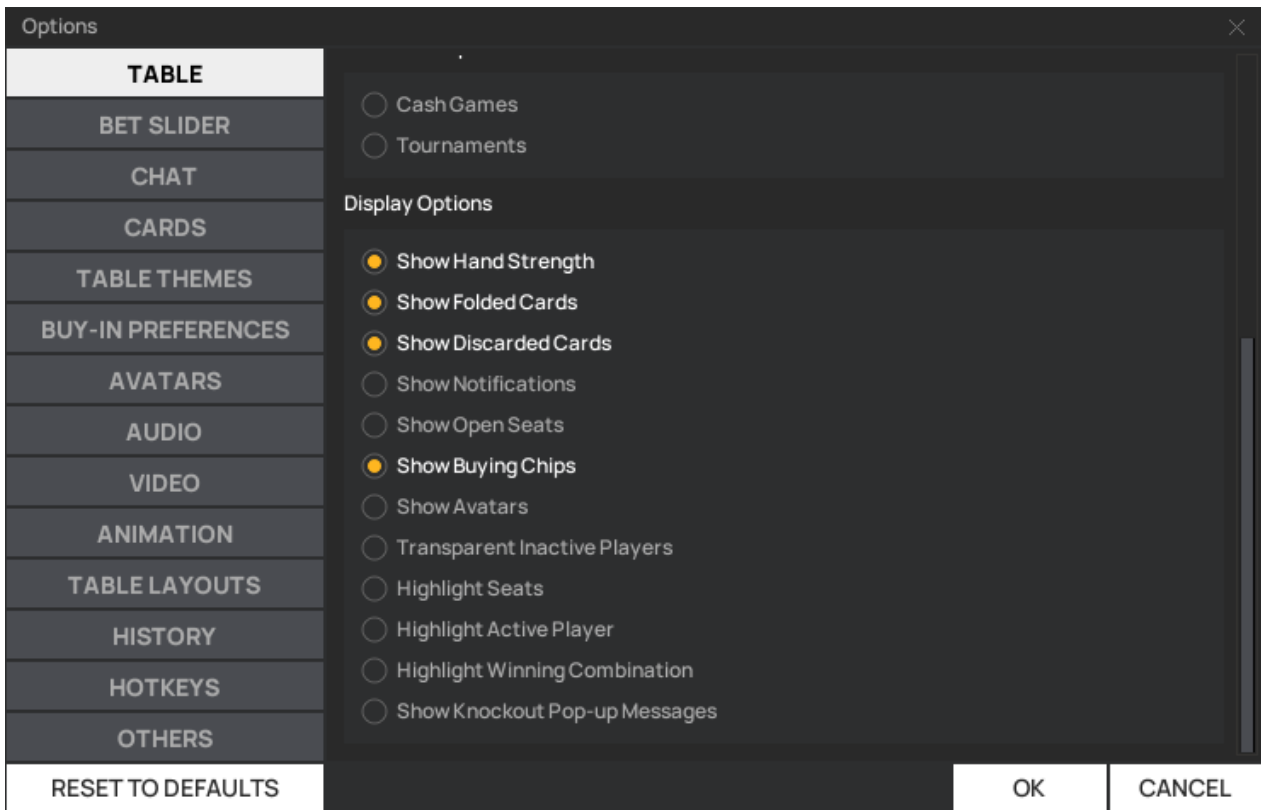 Options
TABLE
BET SLIDER
CHAT
CARDS
TABLE THEMES
BUY-IN PREFERENCES
AVATARS
AUDIO
VIDEO
ANIMATION
TABLE LAYOUTS
HISTORY
HOTKEYS
OTHERS
RESET TO DEFAULTS
Cash Games
Tournaments
Display Options
Show Hand Strength
Show Folded Cards
Show Discarded Cards
Show Notifications
Show Open Seats
Show Buying Chips
Show Avatars
Transparent Inactive Players
Highlight Seats
Highlight Active Player
Highlight Winning Combination
Show Knockout Pop-up Messages
OK
CANCEL